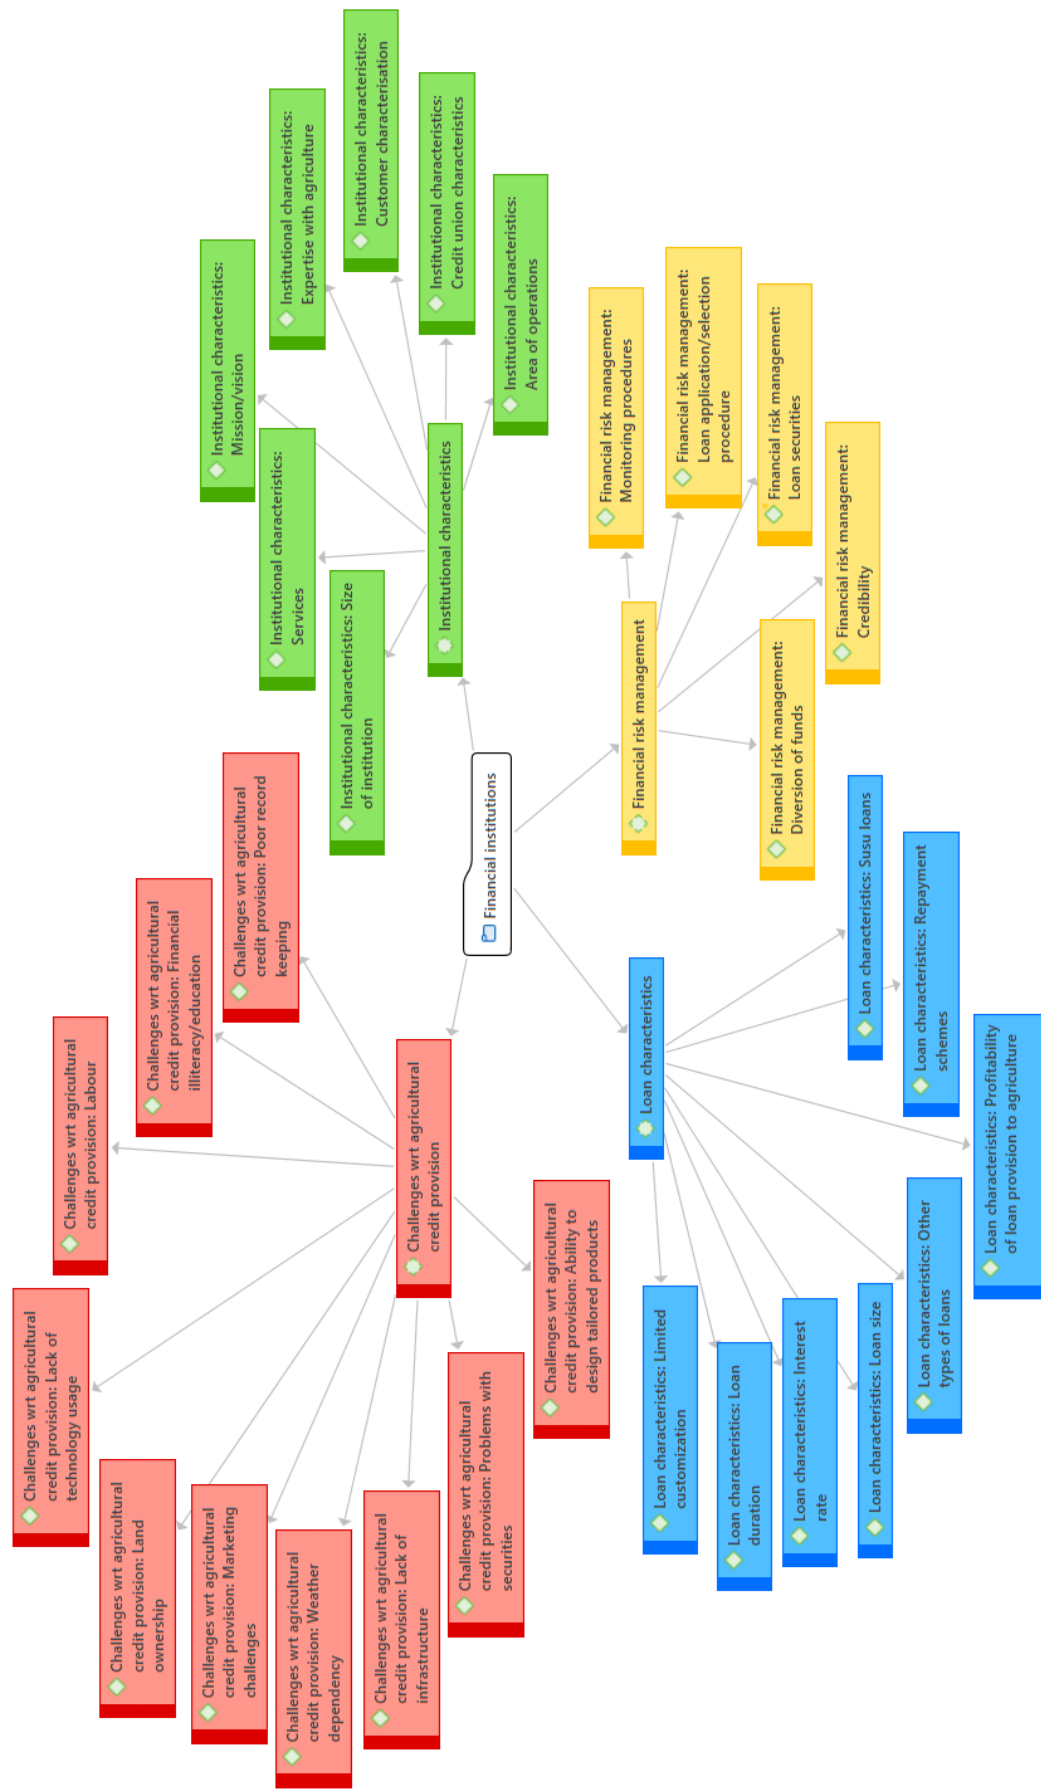 Challenges wrt agricultural
credit provision: Lack of
technology usage
Challenges wrt agricultural
credit provision: Labour
Challenges wrt agricultural
credit provision: Financial
illiteracy/education
Challenges wrt agricultural
credit provision: Poor record
keeping
Challenges wrt agricultural
credit provision: Land
ownership
Challenges wrt agricultural
credit provision: Marketing
challenges
Challenges wrt agricultural
credit provision: Weather
dependency
Challenges wrt agricultural
credit provision: Lack of
infrastructure
Challenges wrt agricultural
credit provision: Problems with
securities
Challenges wrt agricultural
credit provision: Ability to
design tailored products
Challenges wrt agricultural
credit provision
Financial institutions
Institutional characteristics
Institutional characteristics: Size
of institution
Institutional characteristics:
Services
Institutional characteristics:
Mission/vision
Institutional characteristics:
Expertise with agriculture
Institutional characteristics:
Customer characterisation
Institutional characteristics:
Credit union characteristics
Institutional characteristics:
Area of operations
Loan characteristics
Loan characteristics: Limited
customization
Loan characteristics: Loan
duration
Loan characteristics: Interest
rate
Loan characteristics: Loan size
Loan characteristics: Other
types of loans
Loan characteristics: Profitability
of loan provision to agriculture
Loan characteristics: Repayment
schemes
Loan characteristics: Susu loans
Financial risk management
Financial risk management:
Monitoring procedures
Financial risk management:
Loan application/selection
procedure
Financial risk management:
Loan securities
Financial risk management:
Credibility
Financial risk management:
Diversion of funds